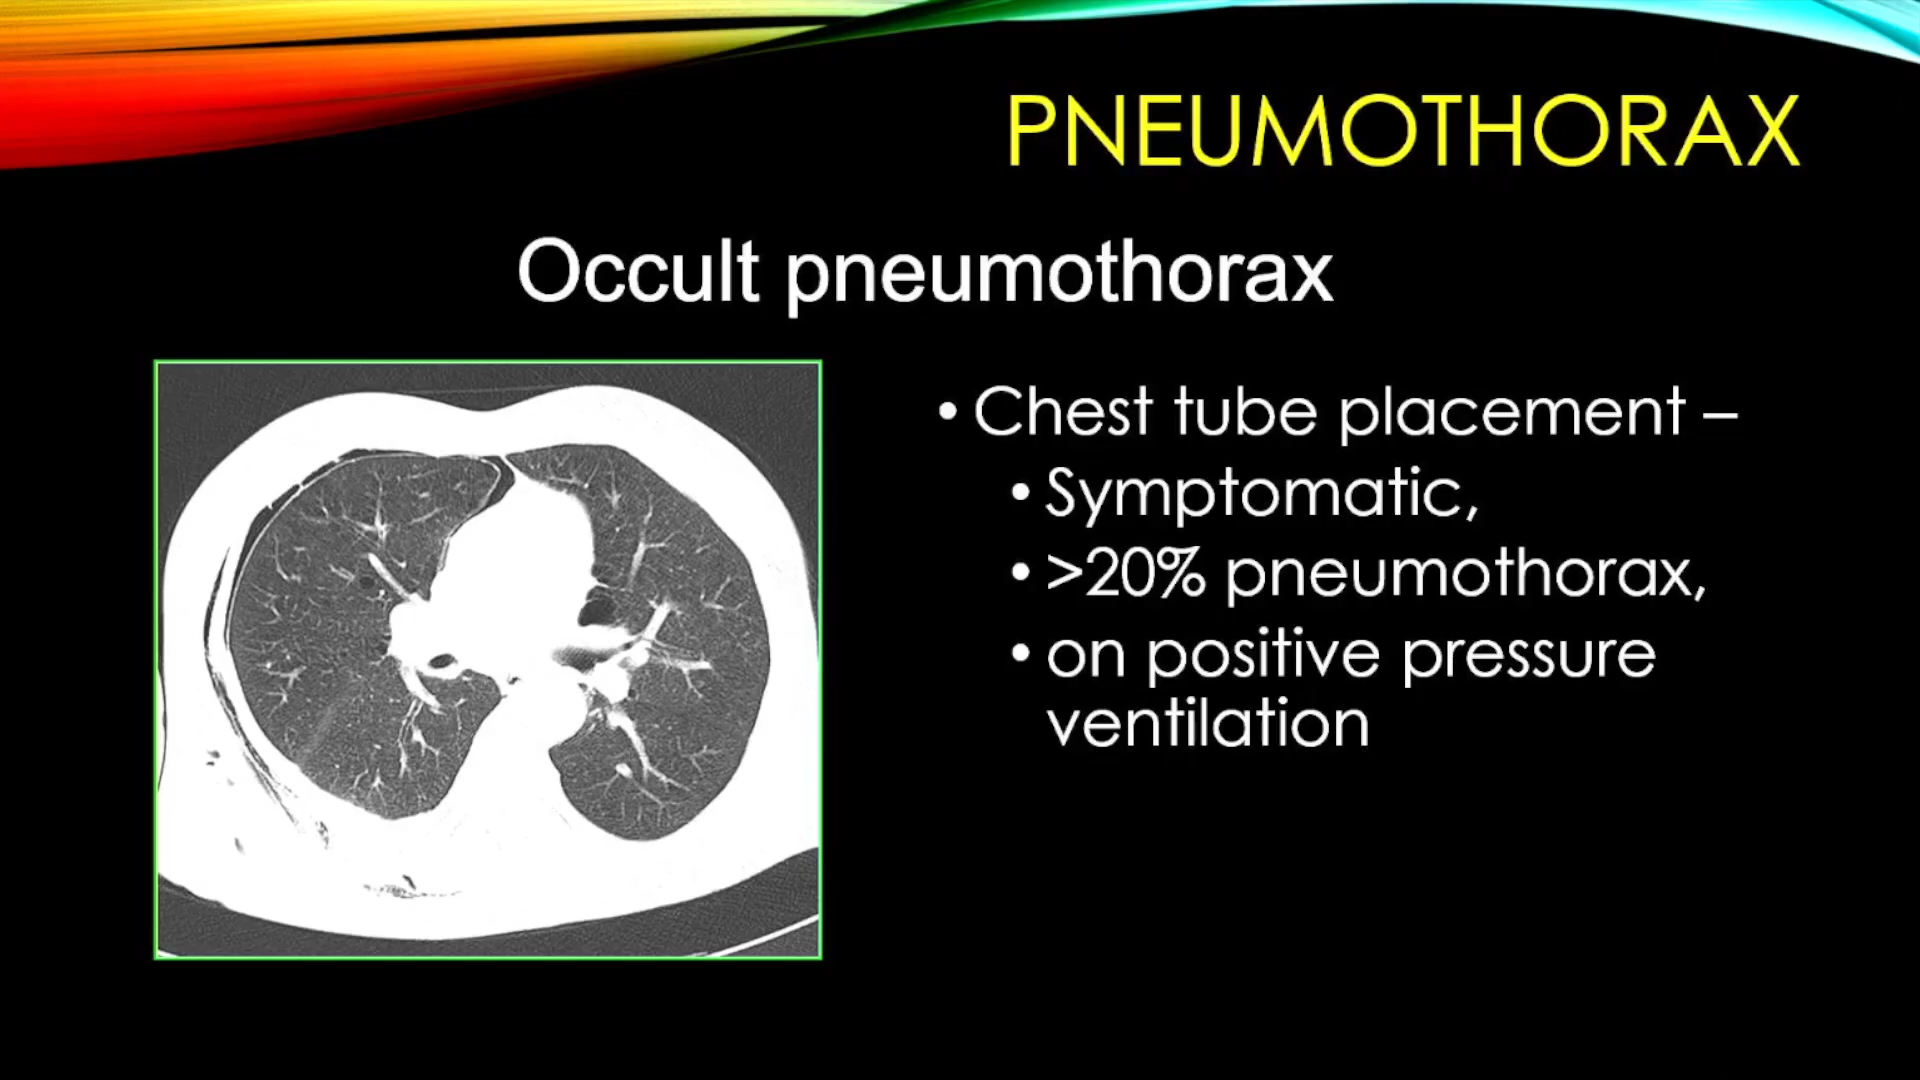 PNEUMOTHORAX
Occult pneumothorax
• Chest tube placement –
• Symptomatic,
• >20% pneumothorax,
• on positive pressure
ventilation